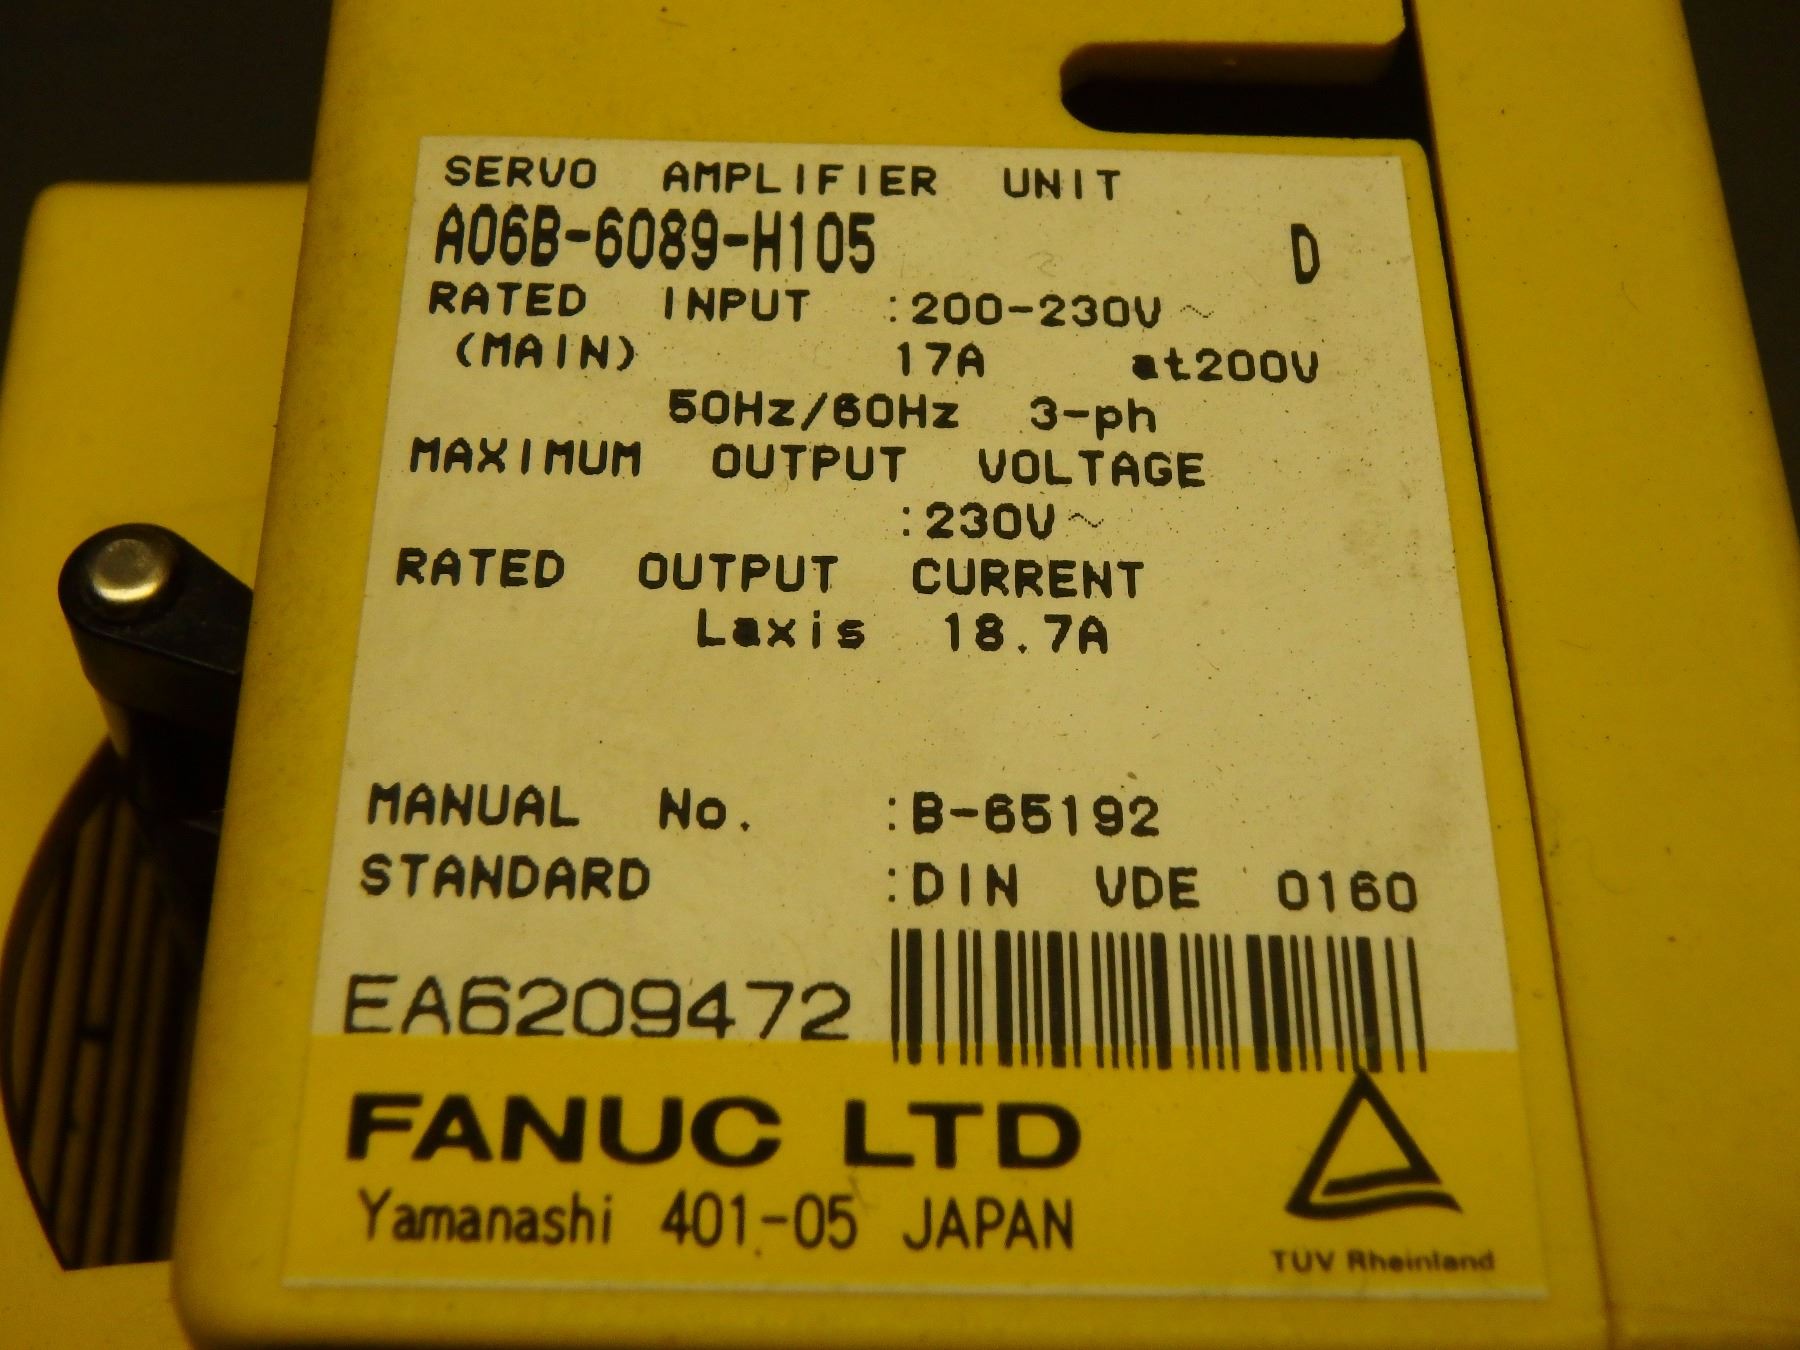 SERVO AMPLIFIER UNIT
A06B-6089-H105 D
RATED INPUT :200-230V~
(MAIN) 17A at200V
50Hz/60Hz 3-ph
MAXIMUM OUTPUT VOLTAGE
:230V~
RATED OUTPUT CURRENT
Laxis 18.7A
MANUAL No. :B-65192
STANDARD :DIN VDE 0160
EA6209472
FANUC LTD
Yamanashi 401-05 JAPAN
TÜV Rheinland